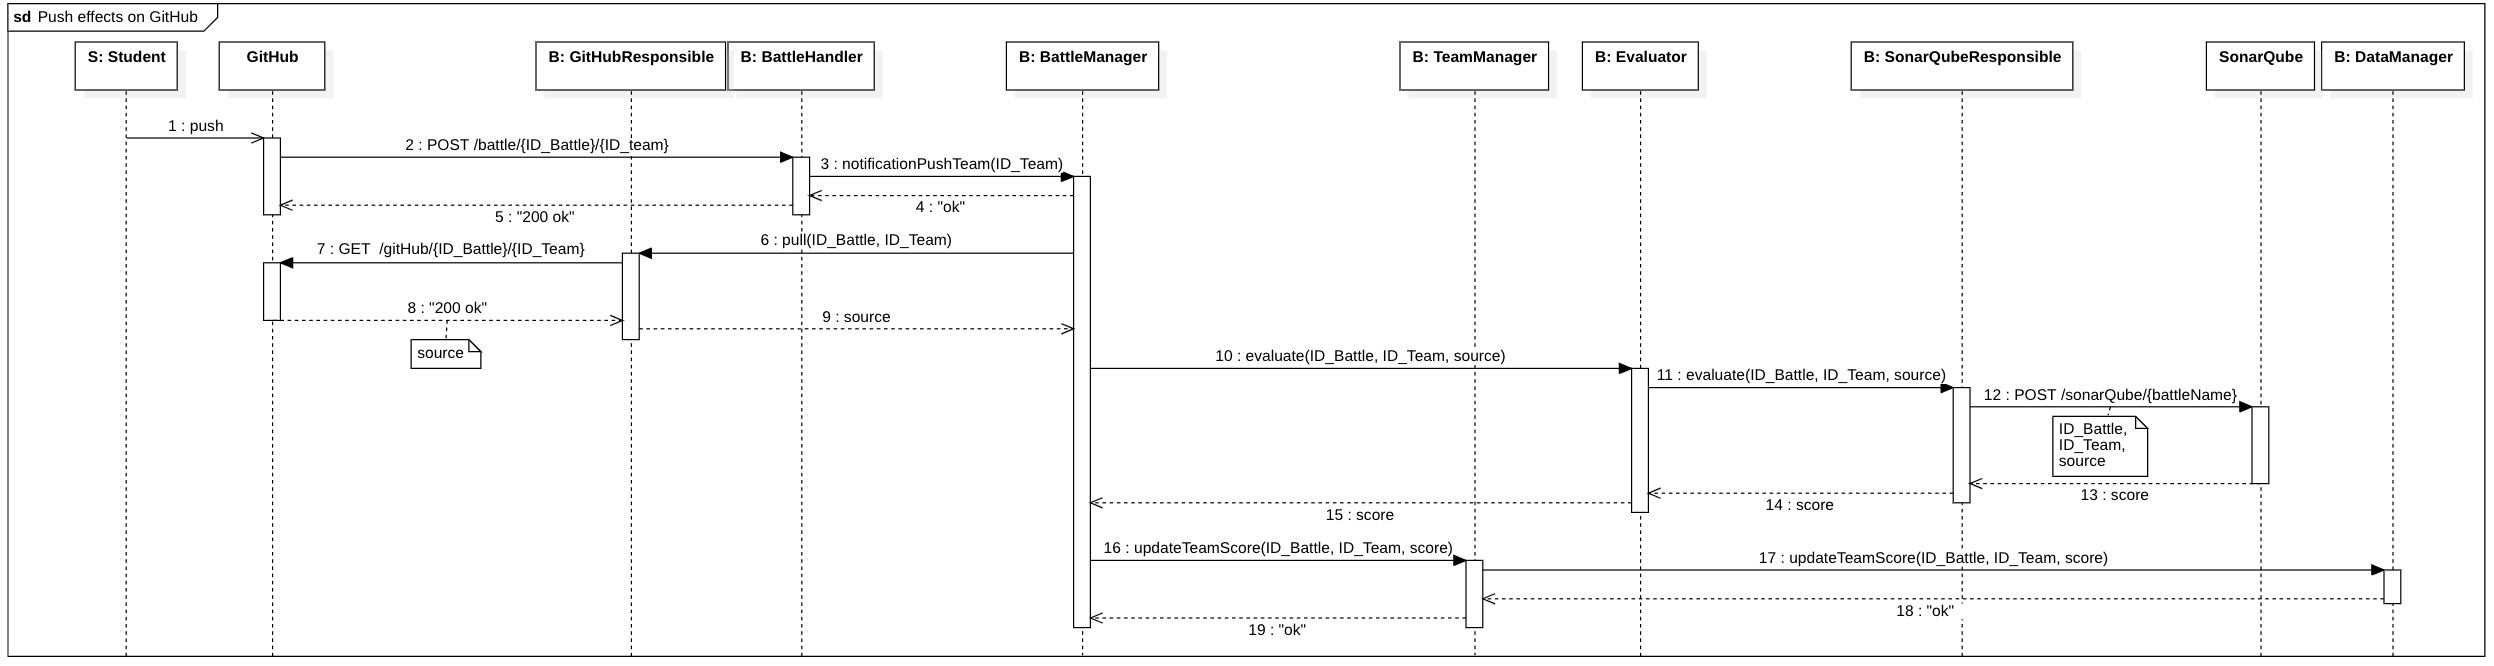 sd Push effects on GitHub
S: Student
GitHub
B: GitHubResponsible
B: BattleHandler
B: BattleManager
B: TeamManager
B: Evaluator
B: SonarQubeResponsible
SonarQube
B: DataManager
1 : push
2 : POST /battle/{ID_Battle}/{ID_team}
3 : notificationPushTeam(ID_Team)
4 : "ok"
5 : "200 ok"
6 : pull(ID_Battle, ID_Team)
7 : GET  /gitHub/{ID_Battle}/{ID_Team}
8 : "200 ok"
source
9 : source
10 : evaluate(ID_Battle, ID_Team, source)
11 : evaluate(ID_Battle, ID_Team, source)
12 : POST /sonarQube/{battleName}
ID_Battle,
ID_Team,
source
13 : score
14 : score
15 : score
16 : updateTeamScore(ID_Battle, ID_Team, score)
17 : updateTeamScore(ID_Battle, ID_Team, score)
18 : "ok"
19 : "ok"